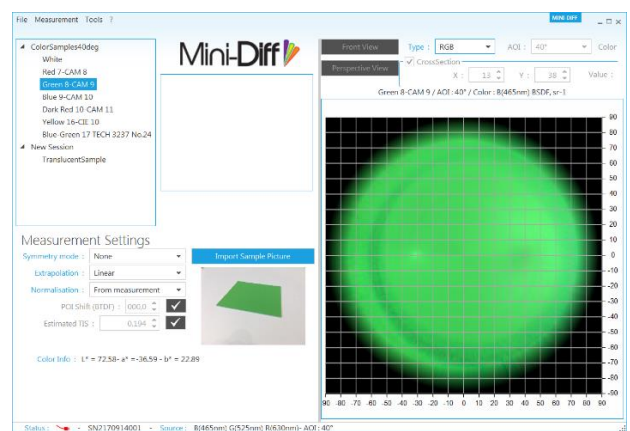 File Measurement Tools ?
MINI DIFF
ColorSamples40deg
White
Red 7-CAM 8
Green 8-CAM 9
Blue 9-CAM 10
Dark Red 10-CAM 11
Yellow 16-CIE 10
Blue-Green 17 TECH 3237 No.24
New Session
TranslucentSample
Mini-Diff
Front View
Type : RGB
AOI : 40°
Color
Perspective View
CrossSection
X : 13
Y : 38
Value :
Green 8-CAM 9 / AOI : 40° / Color : B(465nm) BSDF, sr-1
Measurement Settings
Symmetry mode : None
Extrapolation : Linear
Normalisation : From measurement
POI Shift (BTDF) : 000,0
Estimated TIS : 0,194
Import Sample Picture
Color Info : L* = 72.58- a* =-36,59 - b* = 22.89
90
80
70
60
50
40
30
20
10
0
-10
-20
-30
-40
-50
-60
-70
-80
-90
90 -80 -70 -60 -50 -40 -30 -20 -10 0 10 20 30 40 50 60 70 80 90
Status : - SN2170914001 - Source : B(465nm) G(525nm) R(630nm)- AOI : 40°